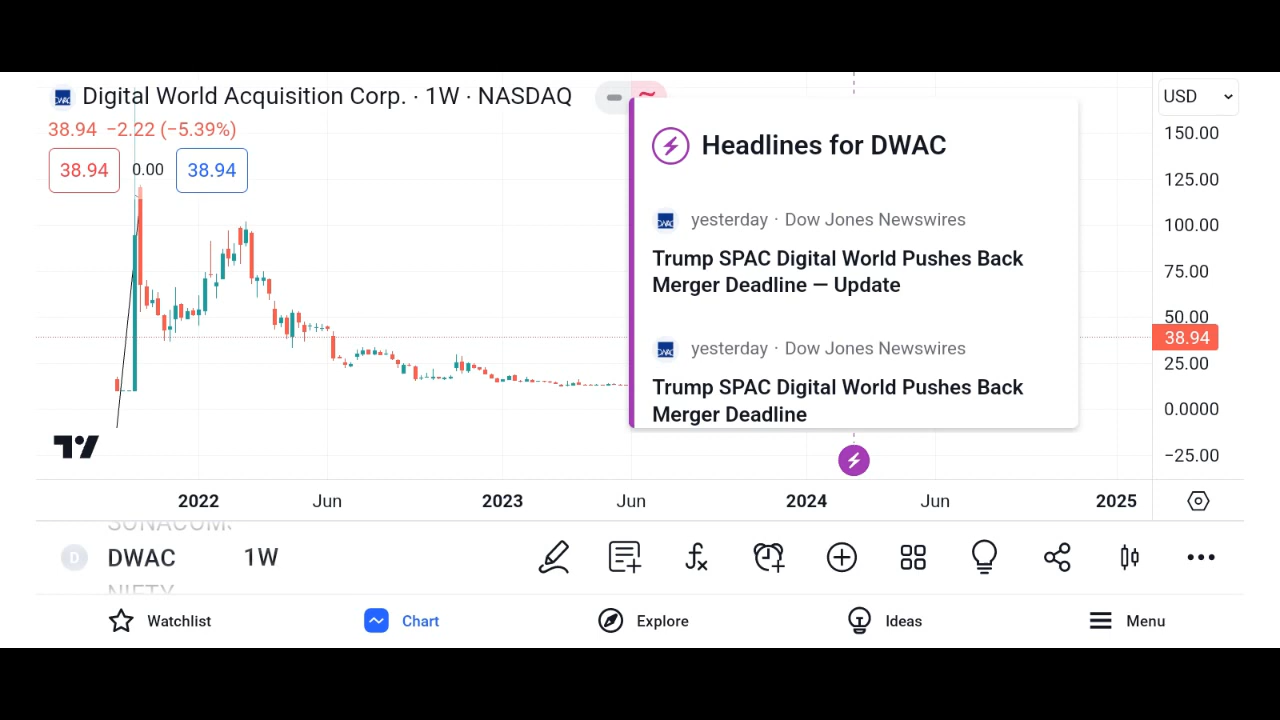 Digital World Acquisition Corp. · 1W · NASDAQ
38.94 −2.22 (−5.39%)
38.94 0.00 38.94
USD
Headlines for DWAC
yesterday · Dow Jones Newswires
Trump SPAC Digital World Pushes Back
Merger Deadline — Update
yesterday · Dow Jones Newswires
Trump SPAC Digital World Pushes Back
Merger Deadline
150.00
125.00
100.00
75.00
50.00
38.94
25.00
0.0000
−25.00
2022 Jun 2023 Jun 2024 Jun 2025
D DWAC 1W
NIFTY
Watchlist Chart Explore Ideas Menu